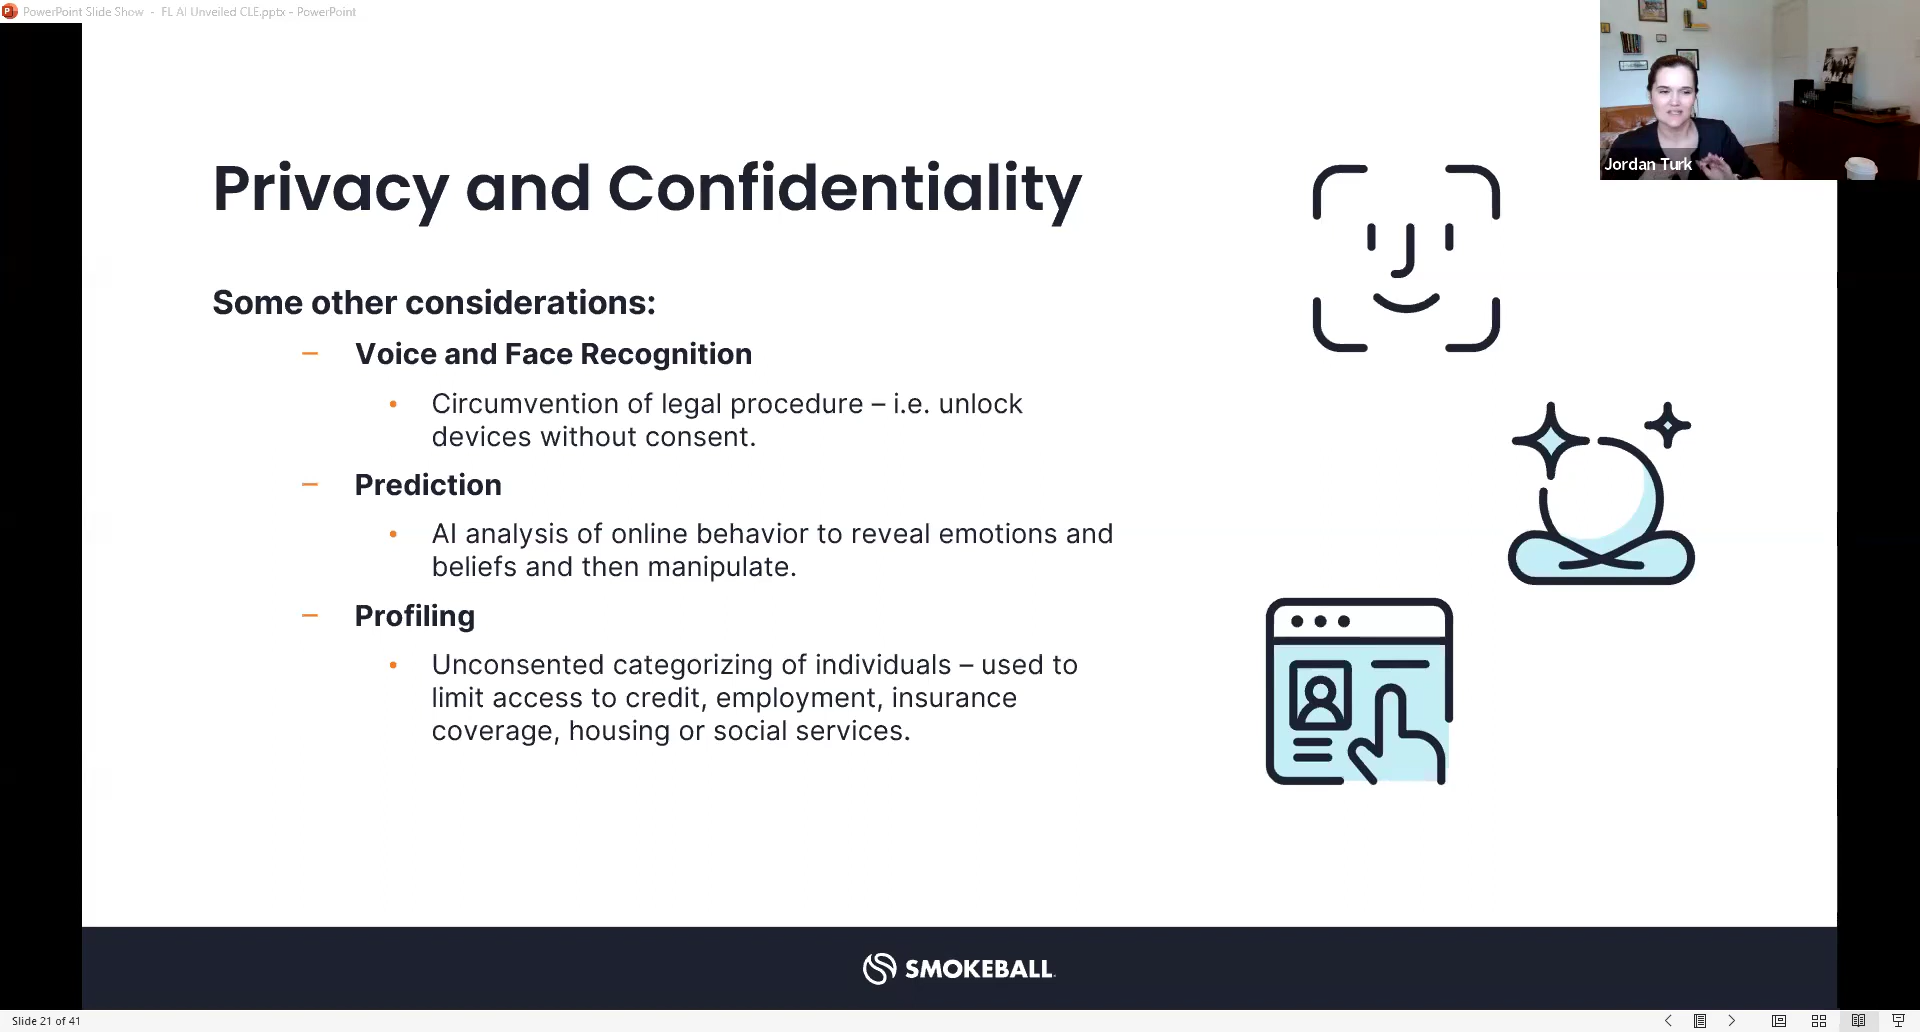 PowerPoint Slide Show - FL AI Unveiled CLE.pptx - PowerPoint
Jordan Turk
Privacy and Confidentiality
Some other considerations:
– Voice and Face Recognition
• Circumvention of legal procedure – i.e. unlock
devices without consent.
– Prediction
• AI analysis of online behavior to reveal emotions and
beliefs and then manipulate.
– Profiling
• Unconsented categorizing of individuals – used to
limit access to credit, employment, insurance
coverage, housing or social services.
SMOKEBALL
Slide 21 of 41